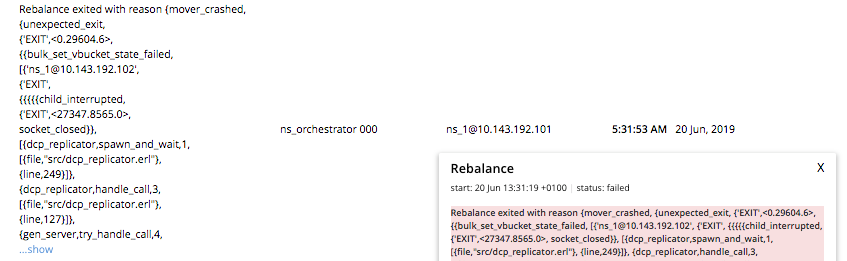 Rebalance exited with reason {mover_crashed,
{unexpected_exit,
{'EXIT',<0.29604.6>,
{{bulk_set_vbucket_state_failed,
[{'ns_1@10.143.192.102',
{'EXIT',
{{{{{child_interrupted,
{'EXIT',<27347.8565.0>,
socket_closed}},
[{dcp_replicator,spawn_and_wait,1,
[{file,"src/dcp_replicator.erl"},
{line,249}]},
{dcp_replicator,handle_call,3,
[{file,"src/dcp_replicator.erl"},
{line,127}]},
{gen_server,try_handle_call,4,
...show
ns_orchestrator 000 ns_1@10.143.192.101 5:31:53 AM 20 Jun, 2019
Rebalance X
start: 20 Jun 13:31:19 +0100 | status: failed
Rebalance exited with reason {mover_crashed, {unexpected_exit, {'EXIT',<0.29604.6>,
{{bulk_set_vbucket_state_failed, [{'ns_1@10.143.192.102', {'EXIT', {{{{{child_interrupted,
{'EXIT',<27347.8565.0>, socket_closed}}, [{dcp_replicator,spawn_and_wait,1,
[{file,"src/dcp_replicator.erl"}, {line,249}]}, {dcp_replicator,handle_call,3,